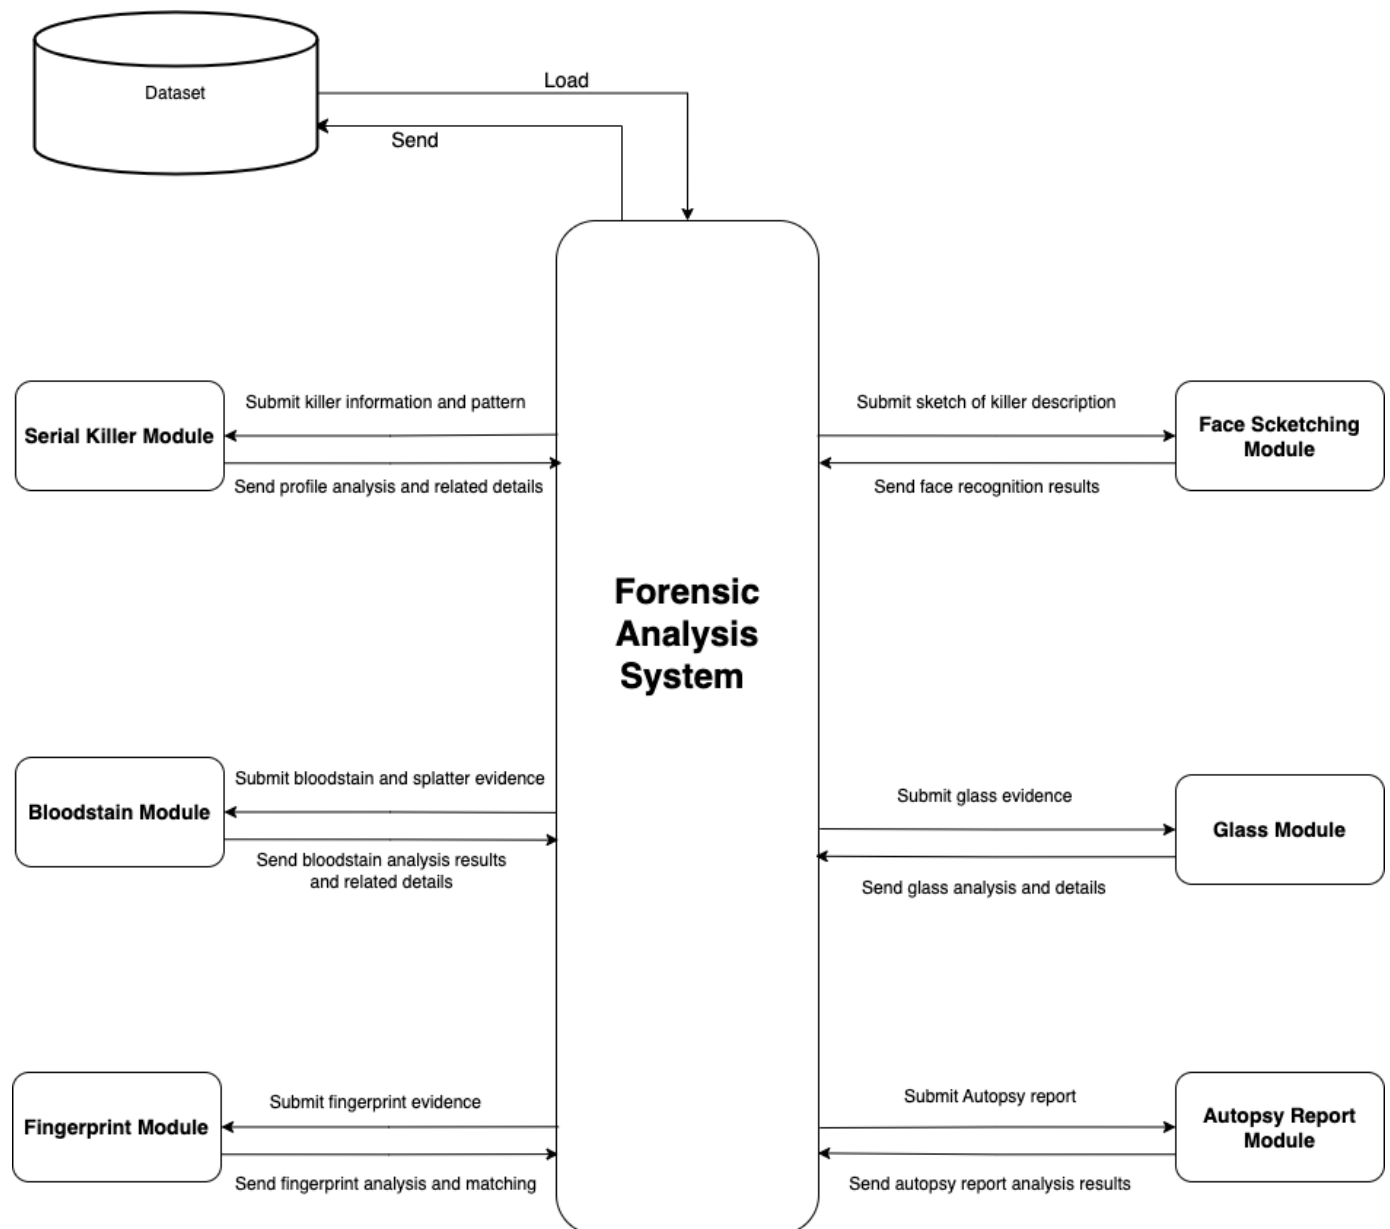 Dataset
Load
Send
Submit killer information and pattern
Serial Killer Module
Send profile analysis and related details
Submit sketch of killer description
Face Scketching
Module
Send face recognition results
Forensic
Analysis
System
Submit bloodstain and splatter evidence
Bloodstain Module
Send bloodstain analysis results
and related details
Submit glass evidence
Glass Module
Send glass analysis and details
Submit fingerprint evidence
Fingerprint Module
Send fingerprint analysis and matching
Submit Autopsy report
Autopsy Report
Module
Send autopsy report analysis results